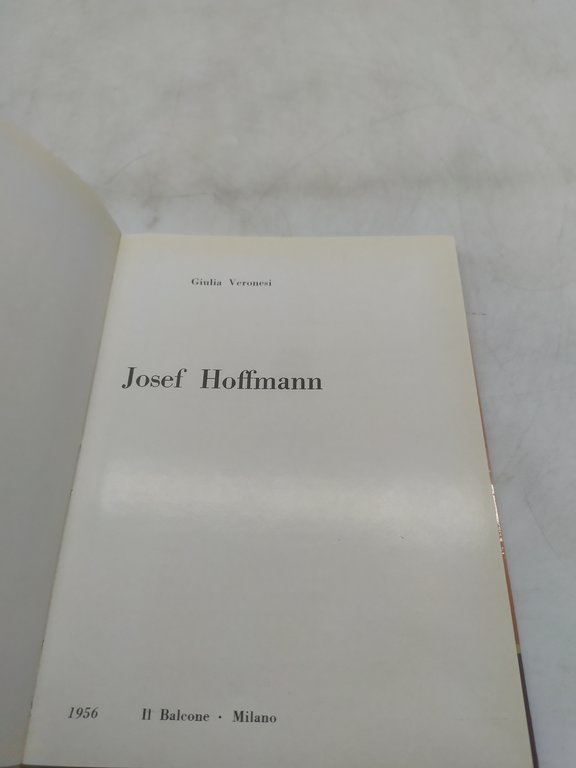 Giulia Veronesi
Josef Hoffmann
1956 Il Balcone · Milano